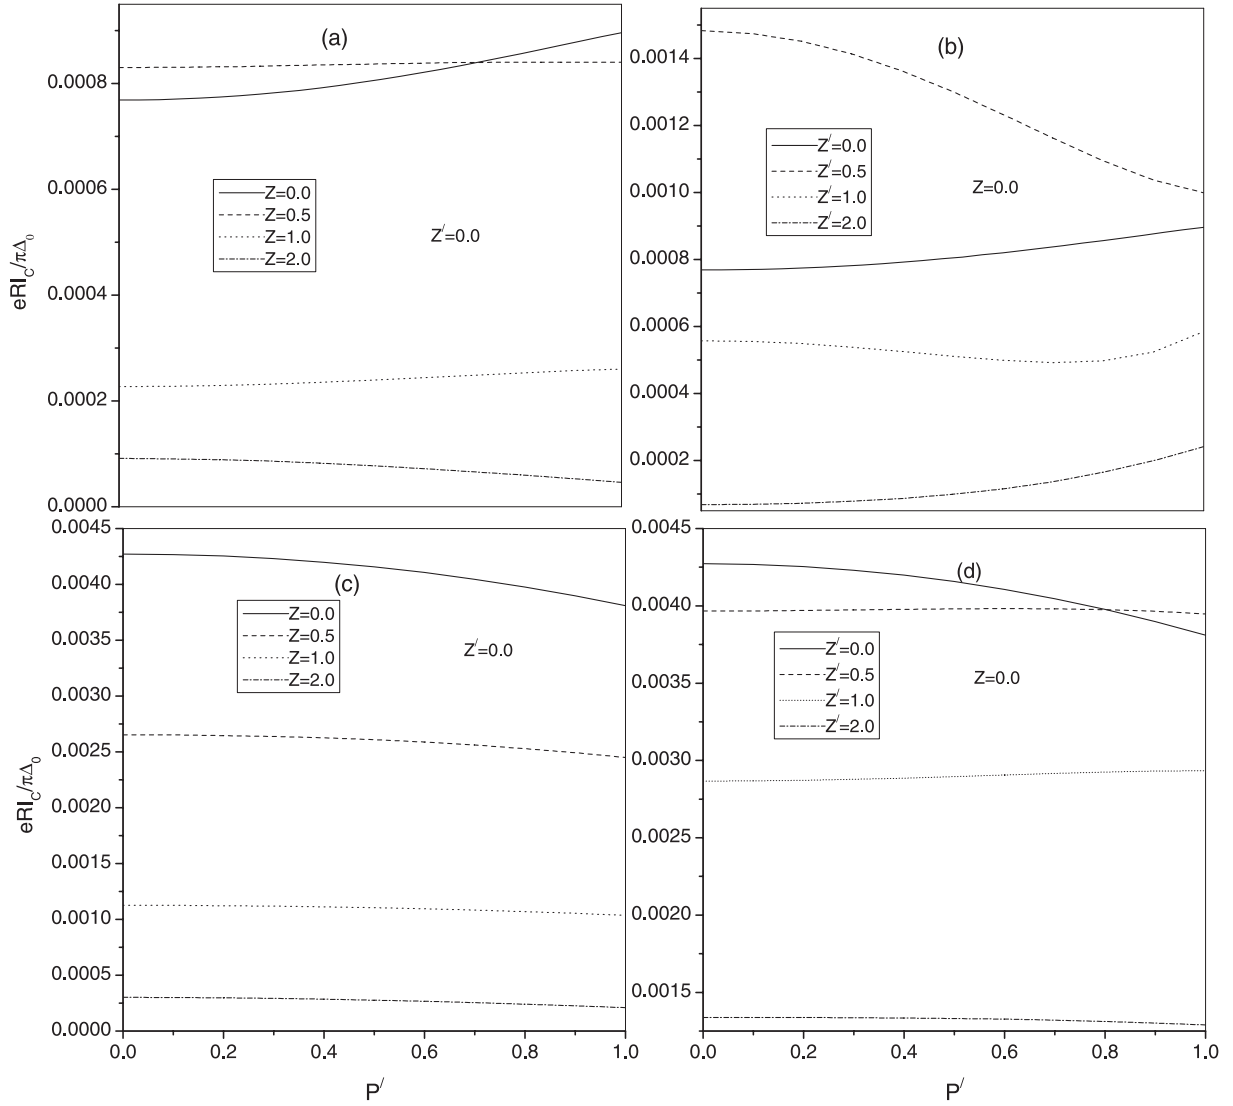 (a)
0.0008
0.0006
0.0004
0.0002
0.0000
eRI_C/πΔ_0
Z=0.0
Z=0.5
Z=1.0
Z=2.0
Z^/=0.0
(b)
0.0014
0.0012
0.0010
0.0008
0.0006
0.0004
0.0002
Z^/=0.0
Z^/=0.5
Z^/=1.0
Z^/=2.0
Z=0.0
(c)
0.0045
0.0040
0.0035
0.0030
0.0025
0.0020
0.0015
0.0010
0.0005
0.0000
eRI_C/πΔ_0
Z=0.0
Z=0.5
Z=1.0
Z=2.0
Z^/=0.0
0.0 0.2 0.4 0.6 0.8 1.0
P^/
(d)
0.0045
0.0040
0.0035
0.0030
0.0025
0.0020
0.0015
Z^/=0.0
Z^/=0.5
Z^/=1.0
Z^/=2.0
Z=0.0
0.0 0.2 0.4 0.6 0.8 1.0
P^/